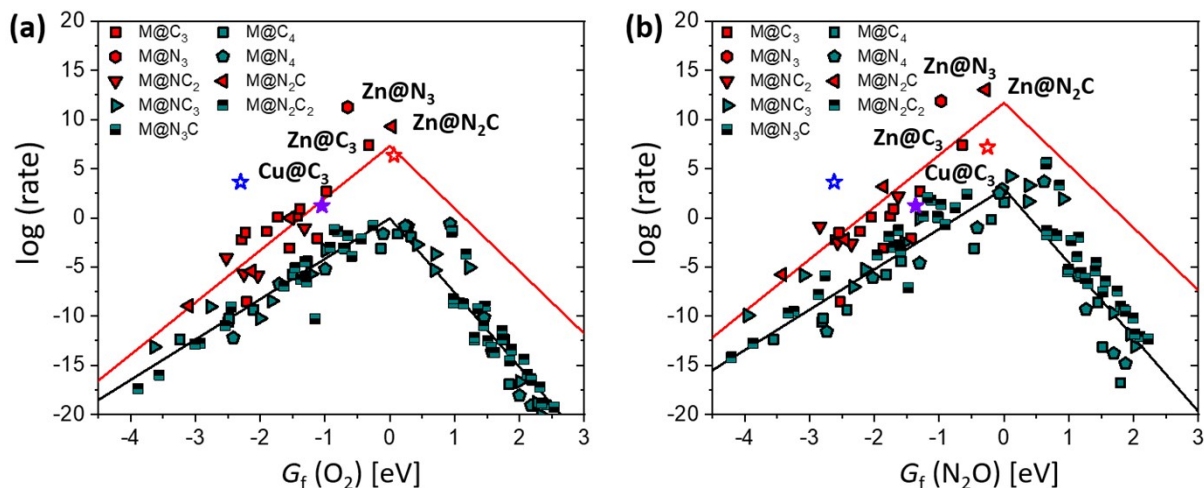 (a)
20
15
10
5
0
-5
-10
-15
-20
log (rate)
M@C₃
M@N₃
M@NC₂
M@NC₃
M@N₃C
M@C₄
M@N₄
M@N₂C
M@N₂C₂
Zn@N₃
Zn@N₂C
Zn@C₃
Cu@C₃
-4 -3 -2 -1 0 1 2 3
G_f (O₂) [eV]
(b)
20
15
10
5
0
-5
-10
-15
-20
log (rate)
M@C₃
M@N₃
M@NC₂
M@NC₃
M@N₃C
M@C₄
M@N₄
M@N₂C
M@N₂C₂
Zn@N₃
Zn@N₂C
Zn@C₃
Cu@C₃
-4 -3 -2 -1 0 1 2 3
G_f (N₂O) [eV]